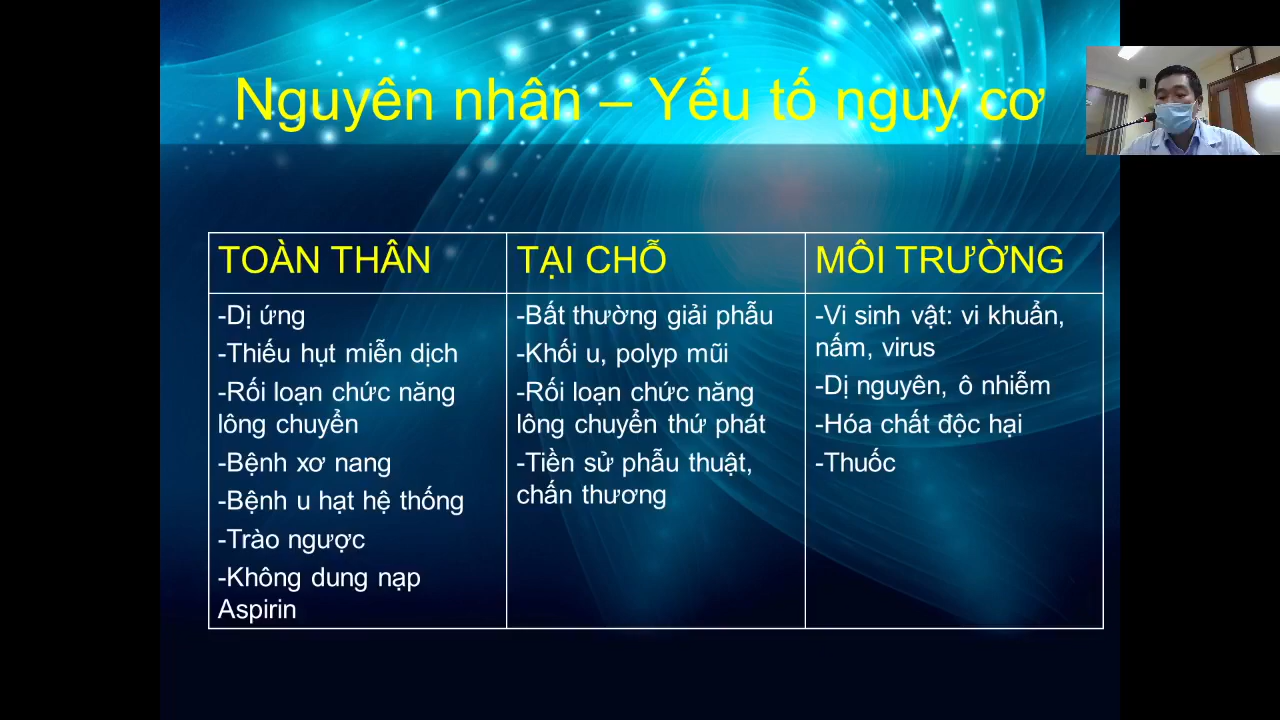 Nguyên nhân – Yếu tố nguy cơ
TOÀN THÂN
-Dị ứng
-Thiếu hụt miễn dịch
-Rối loạn chức năng
lông chuyển
-Bệnh xơ nang
-Bệnh u hạt hệ thống
-Trào ngược
-Không dung nạp
Aspirin
TẠI CHỖ
-Bất thường giải phẫu
-Khối u, polyp mũi
-Rối loạn chức năng
lông chuyển thứ phát
-Tiền sử phẫu thuật,
chấn thương
MÔI TRƯỜNG
-Vi sinh vật: vi khuẩn,
nấm, virus
-Dị nguyên, ô nhiễm
-Hóa chất độc hại
-Thuốc